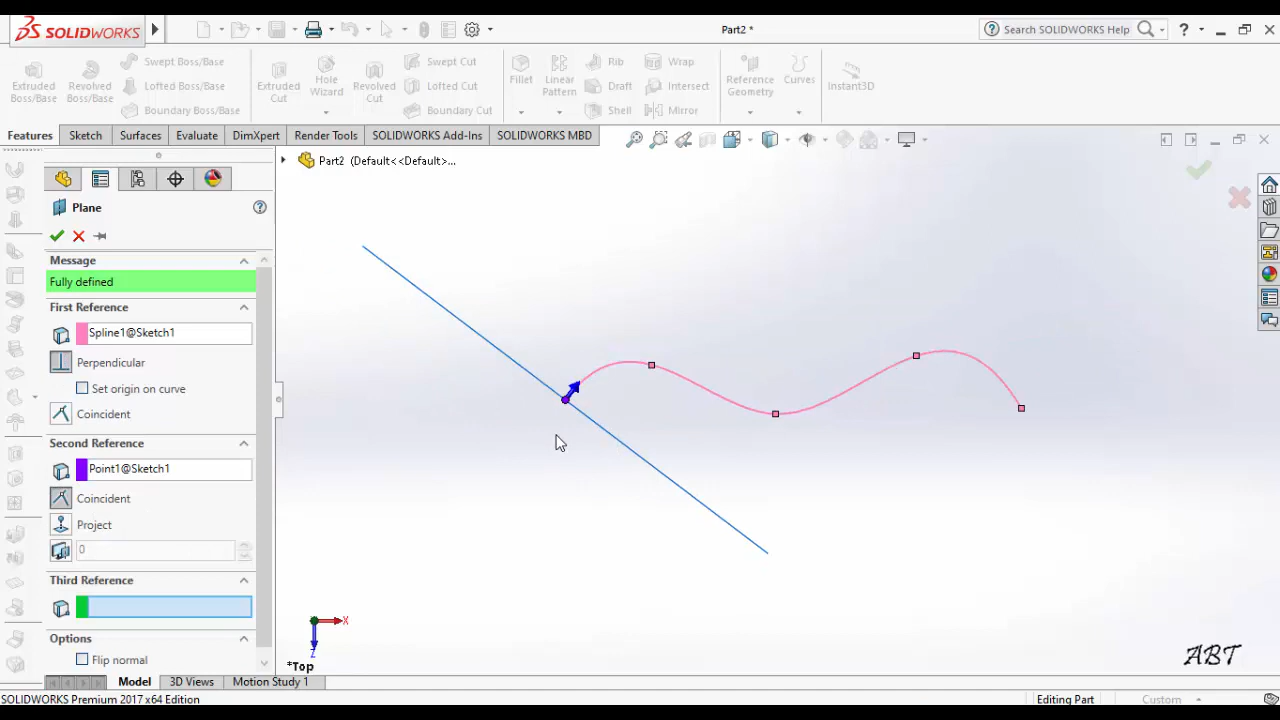 SOLIDWORKS
Part2 *
Search SOLIDWORKS Help
?
Extruded Boss/Base
Revolved Boss/Base
Swept Boss/Base
Lofted Boss/Base
Boundary Boss/Base
Extruded Cut
Hole Wizard
Revolved Cut
Swept Cut
Lofted Cut
Boundary Cut
Fillet
Linear Pattern
Rib
Draft
Shell
Wrap
Intersect
Mirror
Reference Geometry
Curves
Instant3D
Features Sketch Surfaces Evaluate DimXpert Render Tools SOLIDWORKS Add-Ins SOLIDWORKS MBD
Part2 (Default<<Default>...
Plane
?
Message
Fully defined
First Reference
Spline1@Sketch1
Perpendicular
Set origin on curve
Coincident
Second Reference
Point1@Sketch1
Coincident
Project
0
Third Reference
Options
Flip normal
X
Z
*Top
ABT
Model 3D Views Motion Study 1
SOLIDWORKS Premium 2017 x64 Edition
Editing Part
Custom